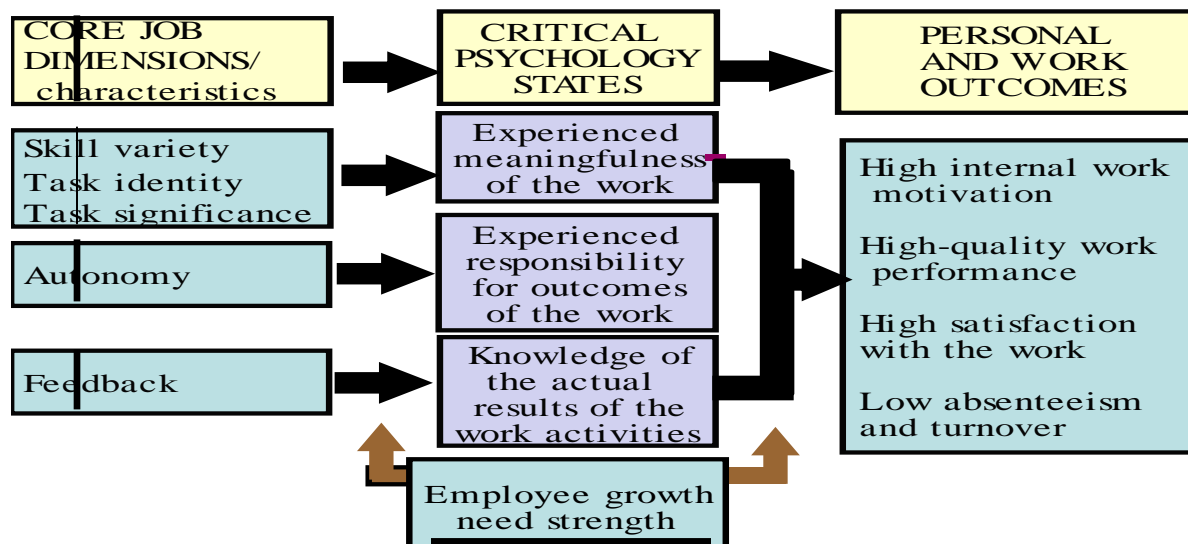 CORE JOB
DIMENSIONS/
characteristics
CRITICAL
PSYCHOLOGY
STATES
PERSONAL
AND WORK
OUTCOMES
Skill variety
Task identity
Task significance
Experienced
meaningfulness
of the work
Autonomy
Experienced
responsibility
for outcomes
of the work
Feedback
Knowledge of
the actual
results of the
work activities
High internal work
motivation
High-quality work
performance
High satisfaction
with the work
Low absenteeism
and turnover
Employee growth
need strength